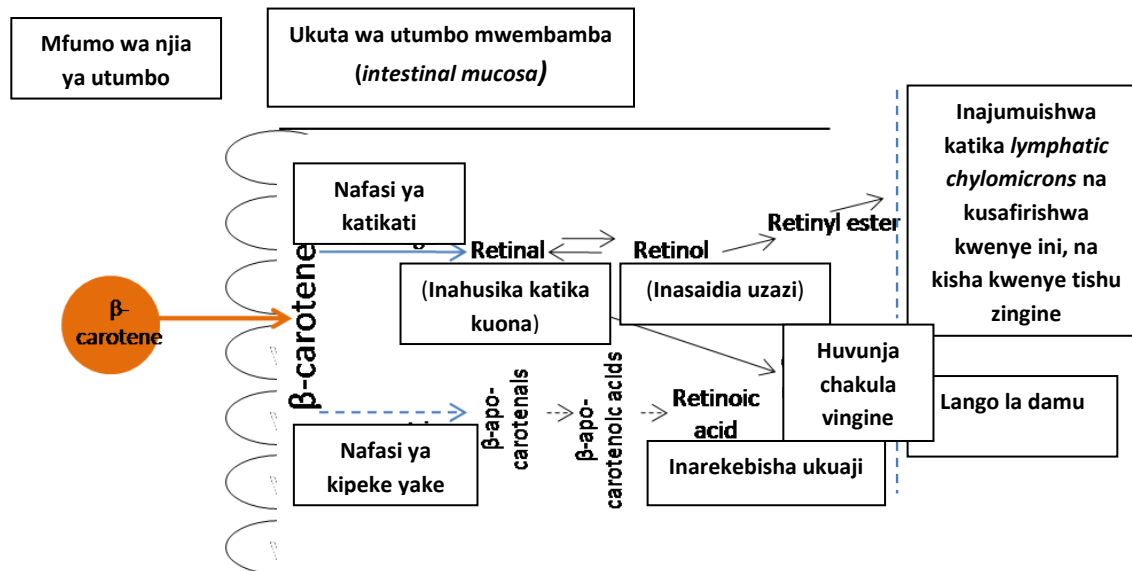 Mfumo wa njia
ya utumbo
Ukuta wa utumbo mwembamba
(intestinal mucosa)
Inajumuishwa
katika lymphatic
chylomicrons na
kusafirishwa
kwenye ini, na
kisha kwenye tishu
zingine
Nafasi ya
katikati
Retinal
Retinol
Retinyl ester
(Inahusika katika
kuona)
(Inasaidia uzazi)
β-
carotene
β-carotene
Huvunja
chakula
vingine
Lango la damu
β-apo-
carotenals
β-apo-
carotenoic acids
Retinoic
acid
Nafasi ya
kipeke yake
Inarekebisha ukuaji